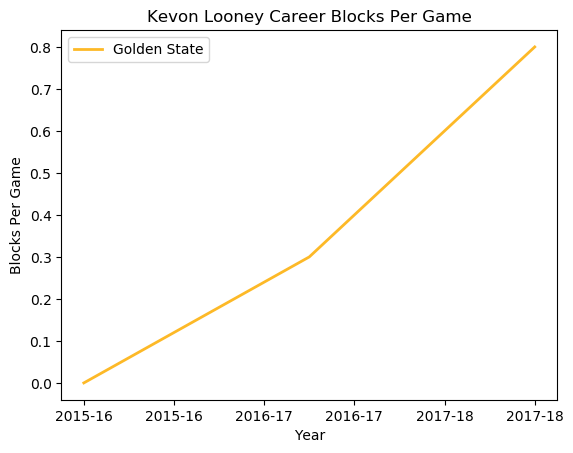 Kevon Looney Career Blocks Per Game
Golden State
0.8
0.7
0.6
0.5
0.4
0.3
0.2
0.1
0.0
Blocks Per Game
2015-16 2015-16 2016-17 2016-17 2017-18 2017-18
Year